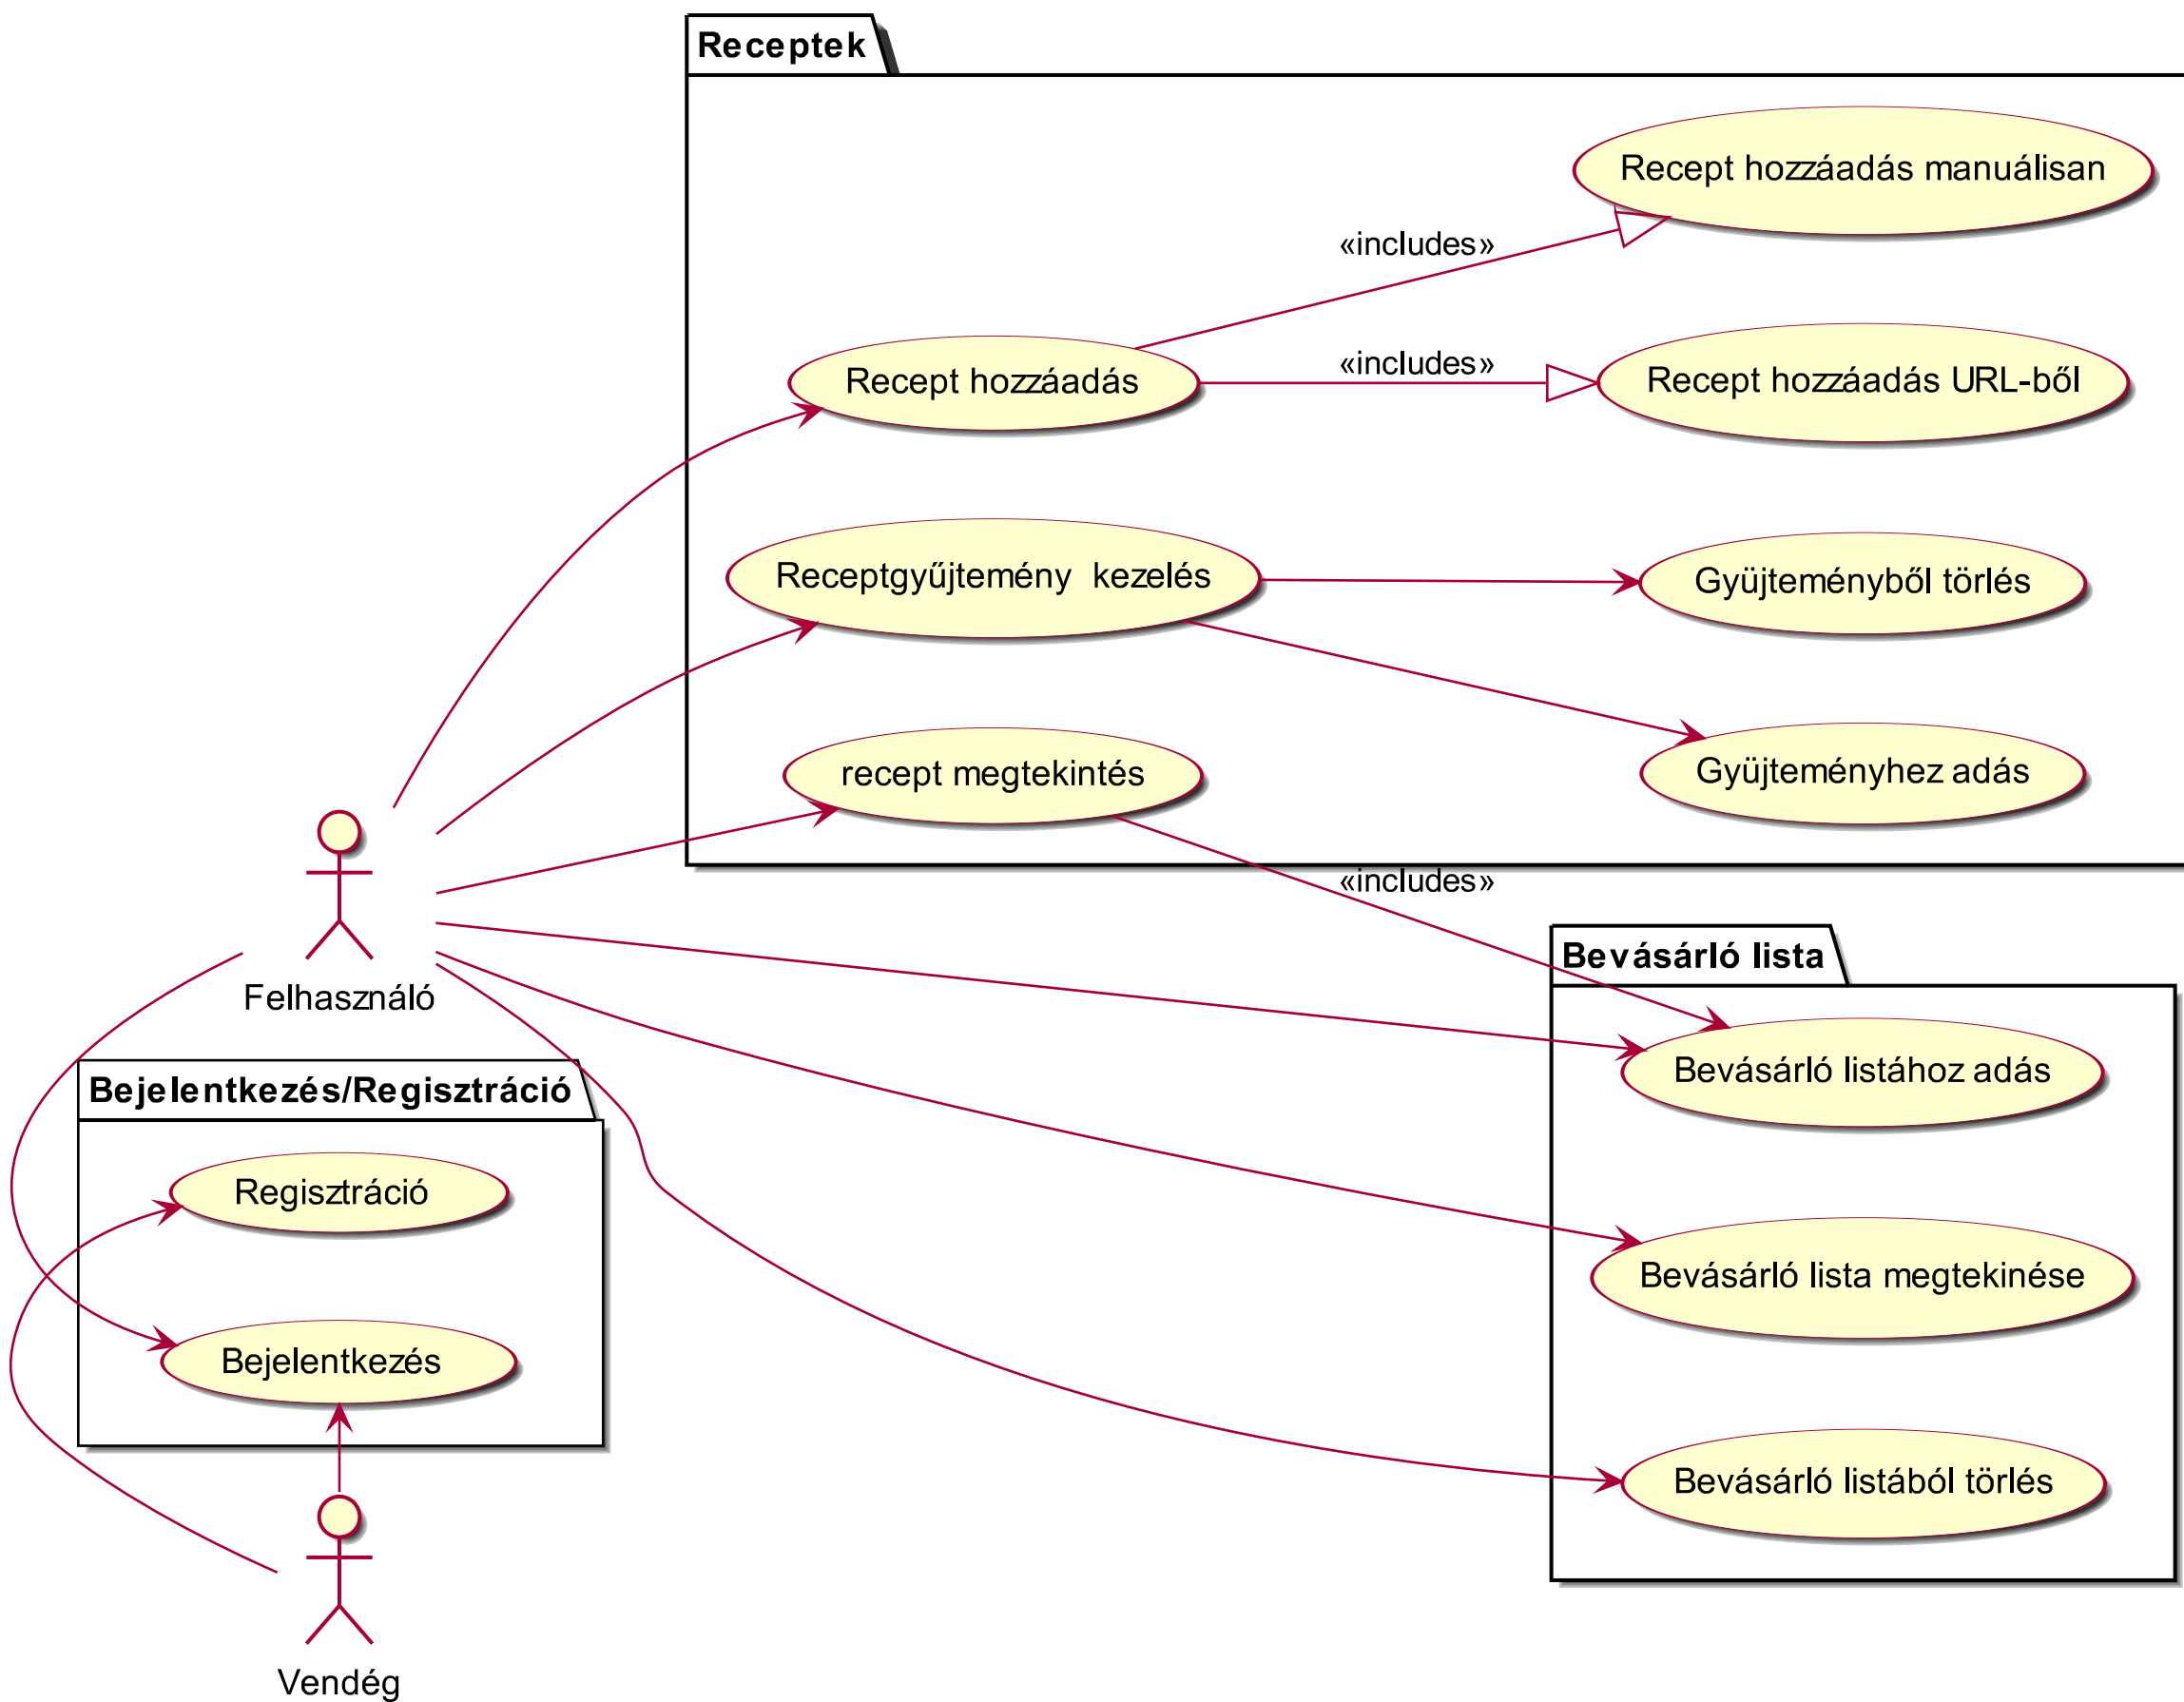 Receptek
Recept hozzáadás manuálisan
«includes»
«includes»
Recept hozzáadás
Recept hozzáadás URL-ből
Receptgyűjtemény  kezelés
Gyüjteményből törlés
recept megtekintés
Gyüjteményhez adás
«includes»
Bevásárló lista
Felhasználó
Bevásárló listához adás
Bejelentkezés/Regisztráció
Regisztráció
Bevásárló lista megtekinése
Bejelentkezés
Bevásárló listából törlés
Vendég